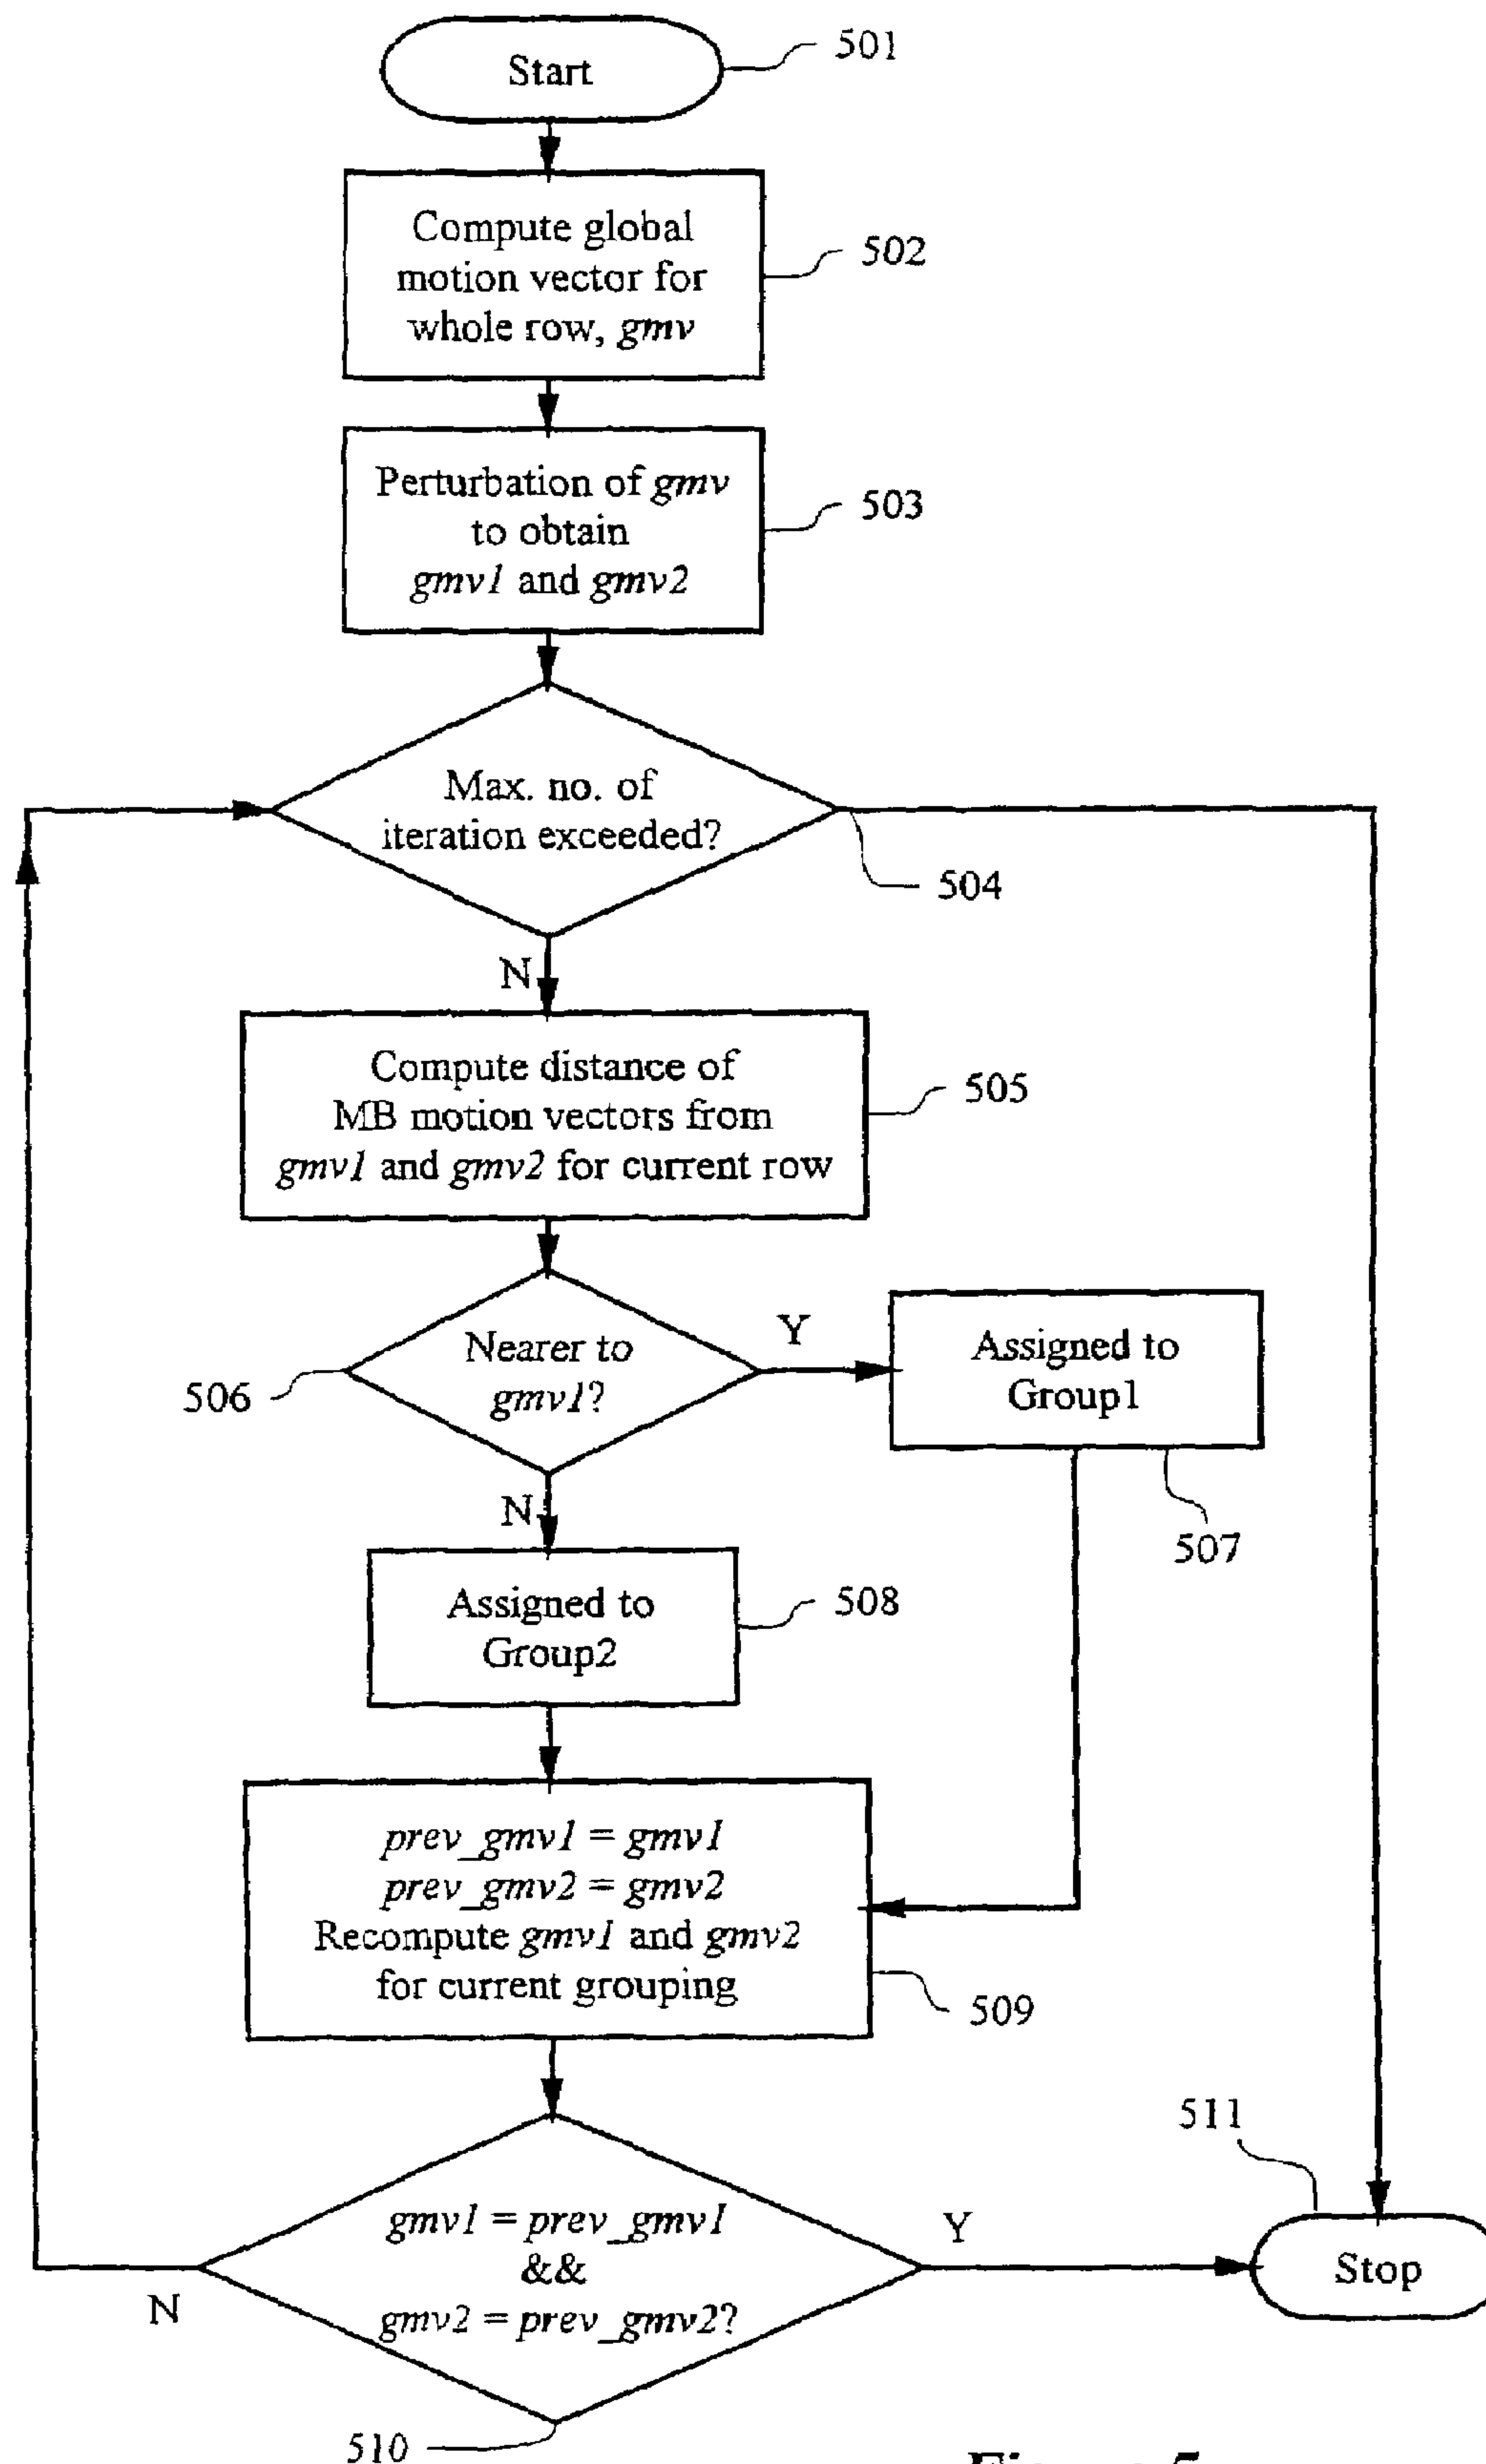 Start
501
Compute global
motion vector for
whole row, gmv
502
Perturbation of gmv
to obtain
gmv1 and gmv2
503
Max. no. of
iteration exceeded?
504
N
Compute distance of
MB motion vectors from
gmv1 and gmv2 for current row
505
Nearer to
gmv1?
506
Y
Assigned to
Group1
507
N
Assigned to
Group2
508
prev_gmv1 = gmv1
prev_gmv2 = gmv2
Recompute gmv1 and gmv2
for current grouping
509
gmv1 = prev_gmv1
&&
gmv2 = prev_gmv2?
510
N
Y
511
Stop